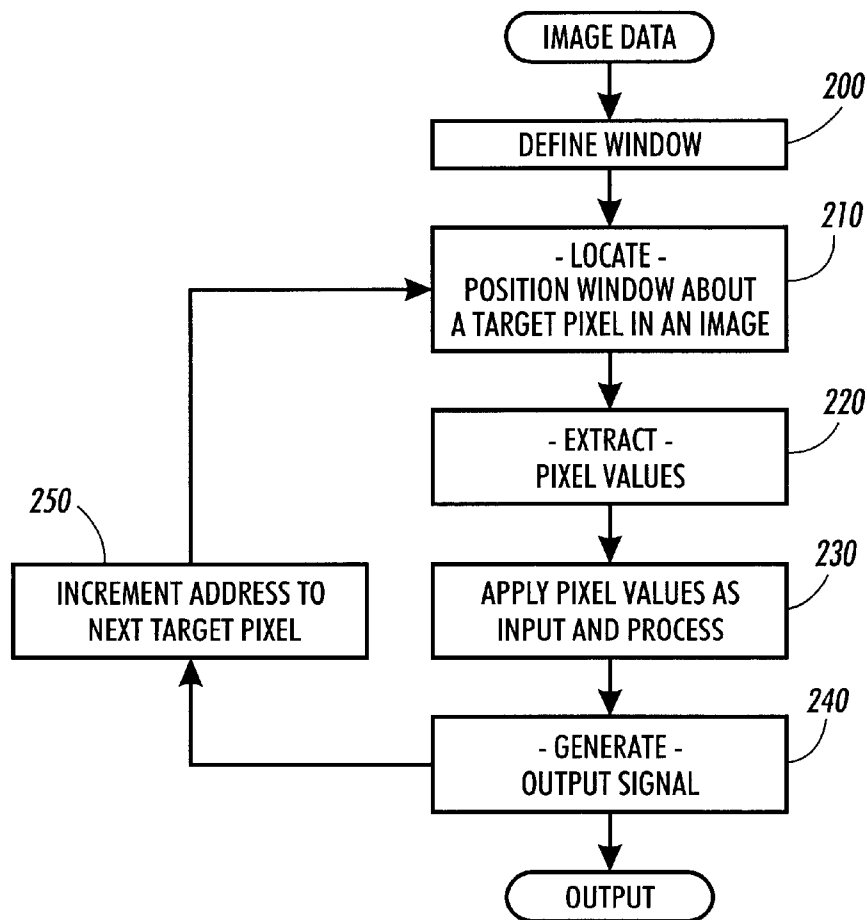 IMAGE DATA
200
DEFINE WINDOW
210
- LOCATE -
POSITION WINDOW ABOUT
A TARGET PIXEL IN AN IMAGE
220
- EXTRACT -
PIXEL VALUES
250
INCREMENT ADDRESS TO
NEXT TARGET PIXEL
230
APPLY PIXEL VALUES AS
INPUT AND PROCESS
240
- GENERATE -
OUTPUT SIGNAL
OUTPUT